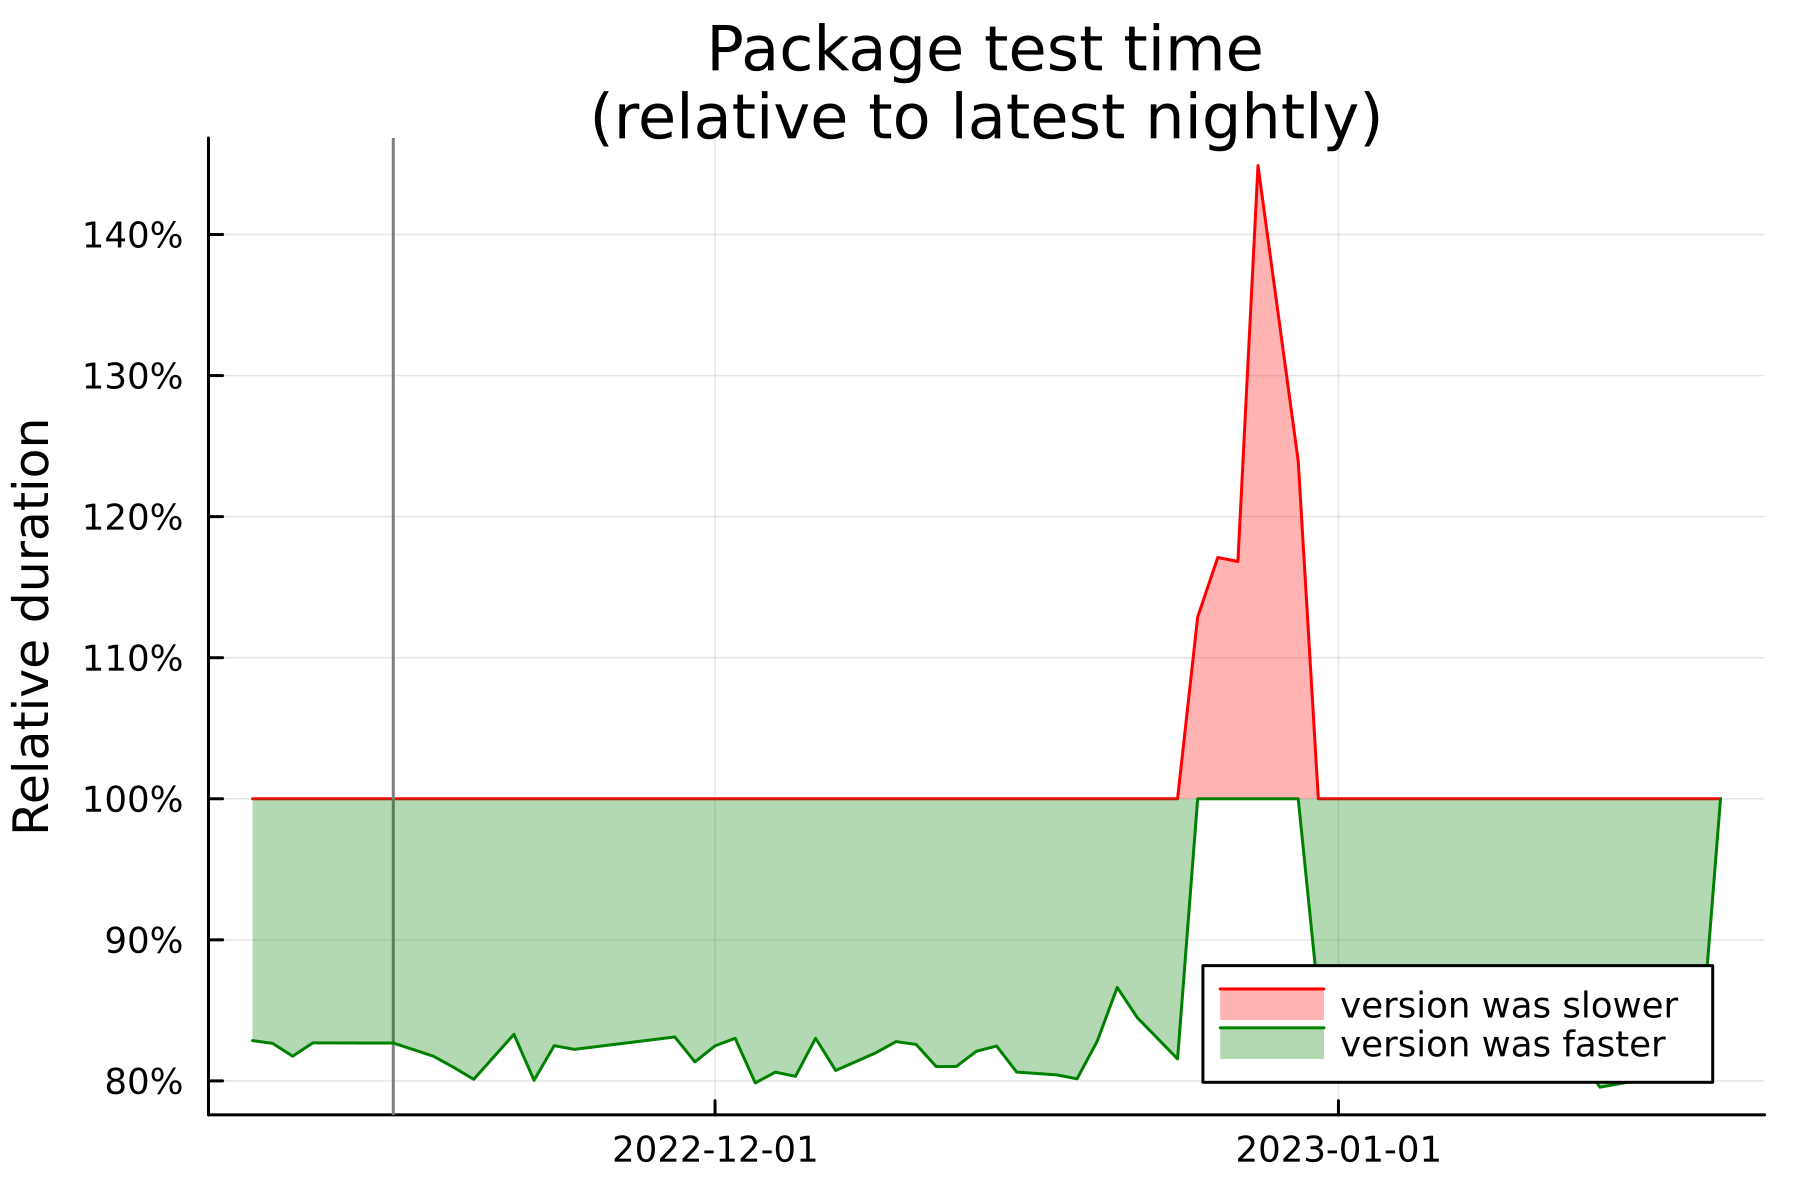 Package test time
(relative to latest nightly)
Relative duration
140%
130%
120%
110%
100%
90%
80%
version was slower
version was faster
2022-12-01
2023-01-01